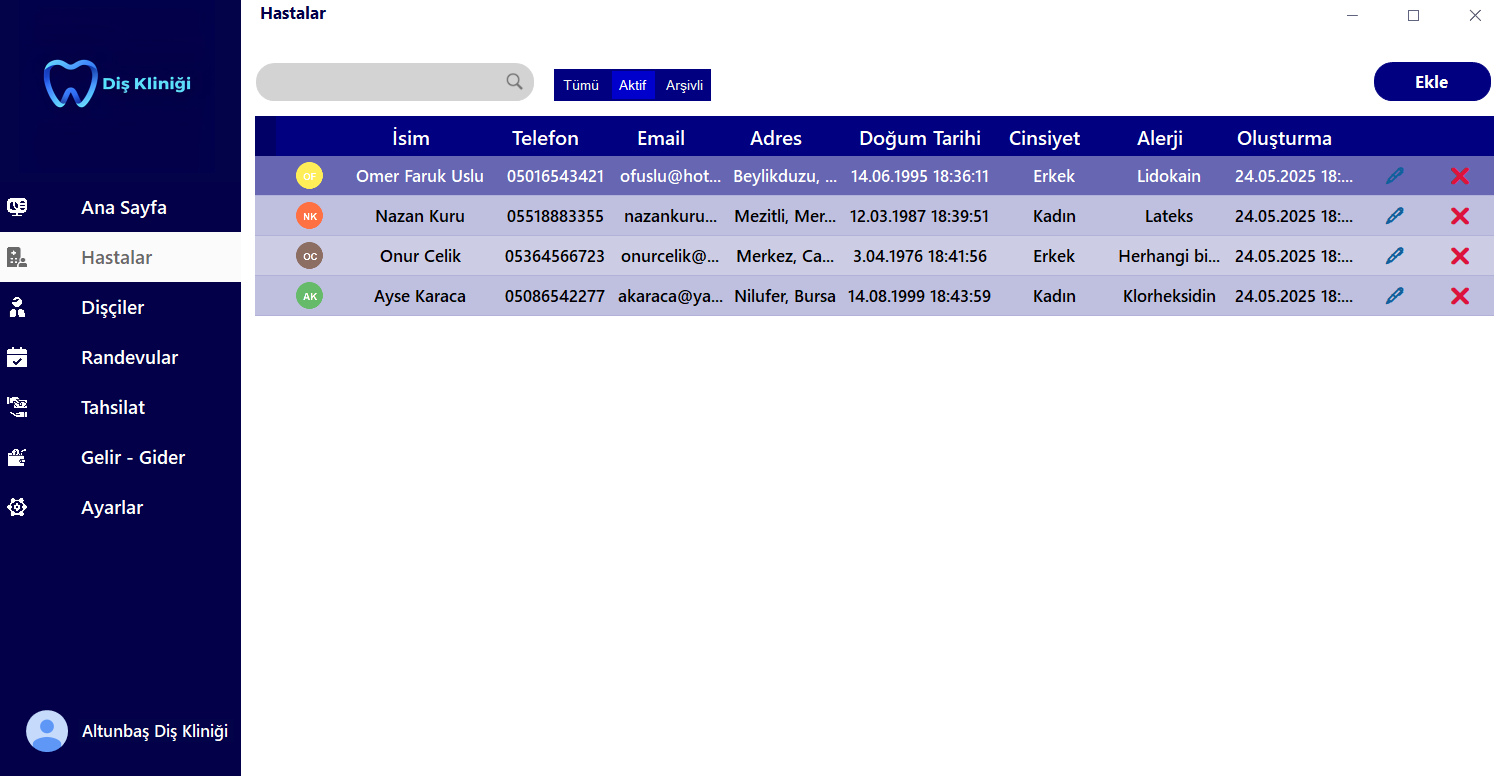 Hastalar
Diş Kliniği
Tümü Aktif Arşivli
Ekle
İsim Telefon Email Adres Doğum Tarihi Cinsiyet Alerji Oluşturma
OF Omer Faruk Uslu 05016543421 ofuslu@hot... Beylikduzu, ... 14.06.1995 18:36:11 Erkek Lidokain 24.05.2025 18:...
NK Nazan Kuru 05518883355 nazankuru... Mezitli, Mer... 12.03.1987 18:39:51 Kadın Lateks 24.05.2025 18:...
OC Onur Celik 05364566723 onurcelik@... Merkez, Ca... 3.04.1976 18:41:56 Erkek Herhangi bi... 24.05.2025 18:...
AK Ayse Karaca 05086542277 akaraca@ya... Nilufer, Bursa 14.08.1999 18:43:59 Kadın Klorheksidin 24.05.2025 18:...
Ana Sayfa
Hastalar
Dişçiler
Randevular
Tahsilat
Gelir - Gider
Ayarlar
Altunbaş Diş Kliniği